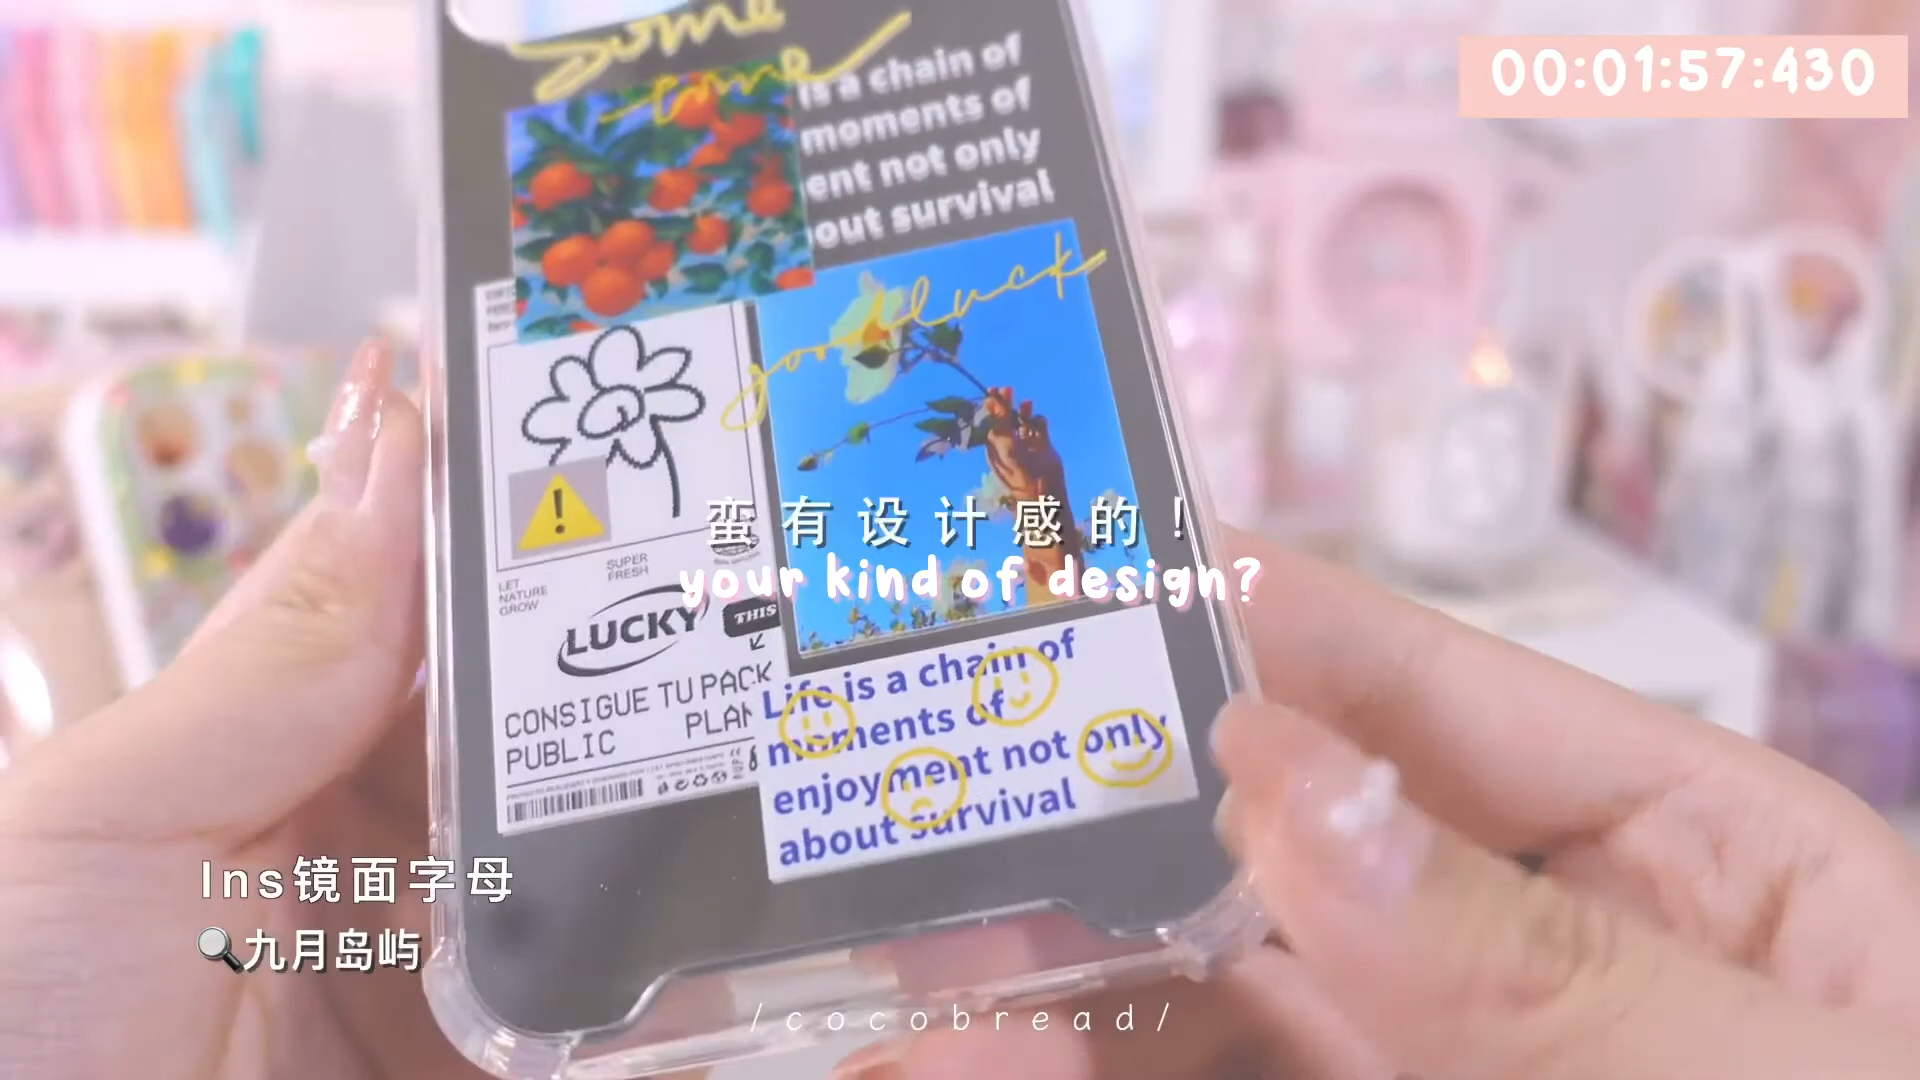 00:01:57:430
Some
time
is a chain of
moments of
ent not only
out survival
good luck
LET
NATURE
GROW
SUPER
FRESH
LUCKY
THIS
CONSIGUE TU PACK
PUBLIC
PLAN
Life is a chain of
moments of
enjoyment not only
about survival
蛮有设计感的！
your kind of design?
Ins镜面字母
九月岛屿
/cocobread/